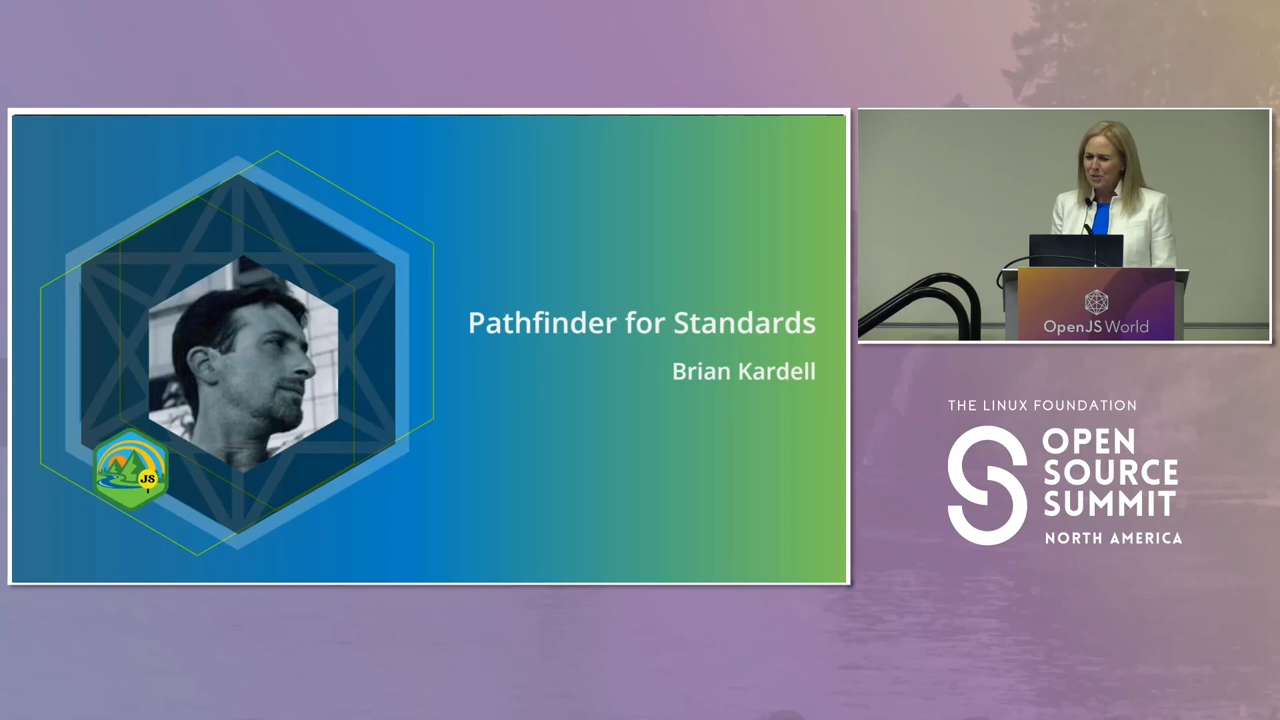 Pathfinder for Standards
Brian Kardell
JS
OpenJS World
THE LINUX FOUNDATION
OPEN
SOURCE
SUMMIT
NORTH AMERICA